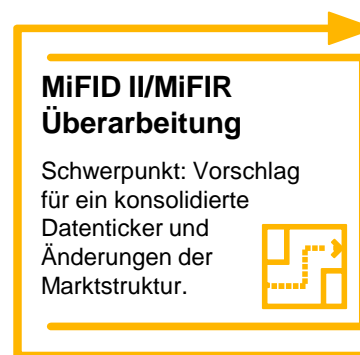 MiFID II/MiFIR
Überarbeitung
Schwerpunkt: Vorschlag
für ein konsolidierte
Datenticker und
Änderungen der
Marktstruktur.